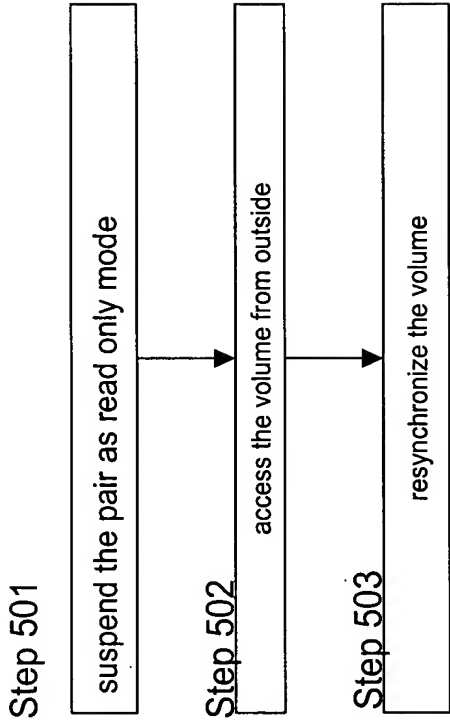 Step 501
suspend the pair as read only mode
Step 502
access the volume from outside
Step 503
resynchronize the volume